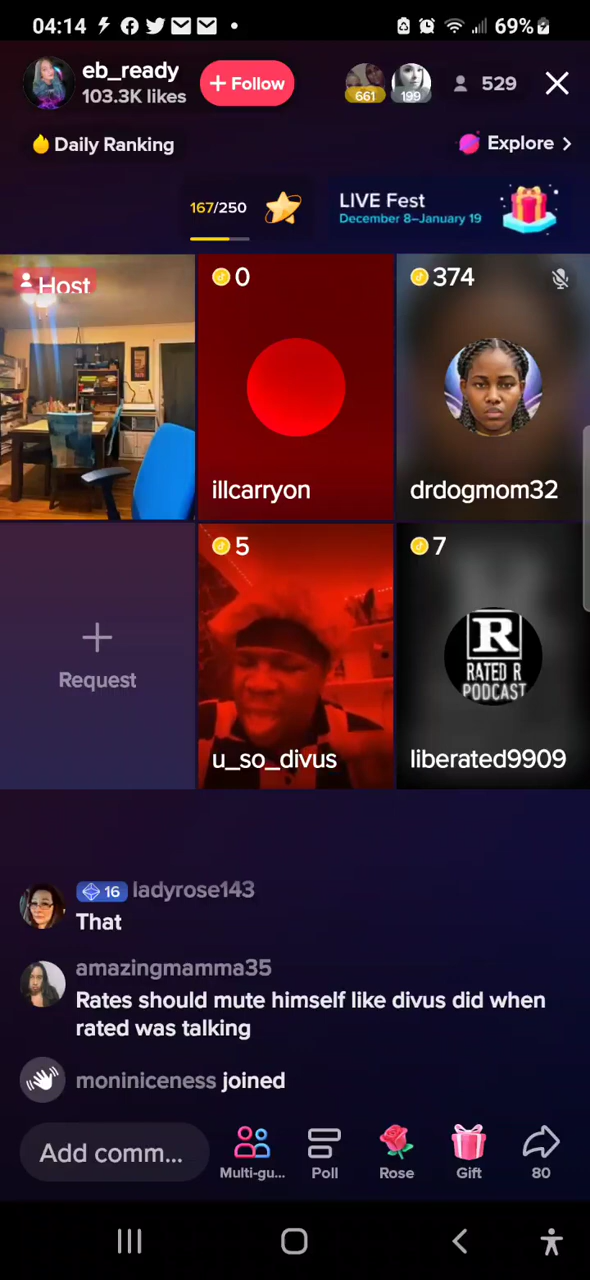 04:14
69%
eb_ready
103.3K likes
+ Follow
661
199
529
Daily Ranking
Explore >
167/250
LIVE Fest
December 8–January 19
Host
0
374
illcarryon
drdogmom32
5
7
Request
R
RATED R
PODCAST
u_so_divus
liberated9909
16 ladyrose143
That
amazingmamma35
Rates should mute himself like divus did when
rated was talking
moniniceness joined
Add comm...
Multi-gu...
Poll
Rose
Gift
80